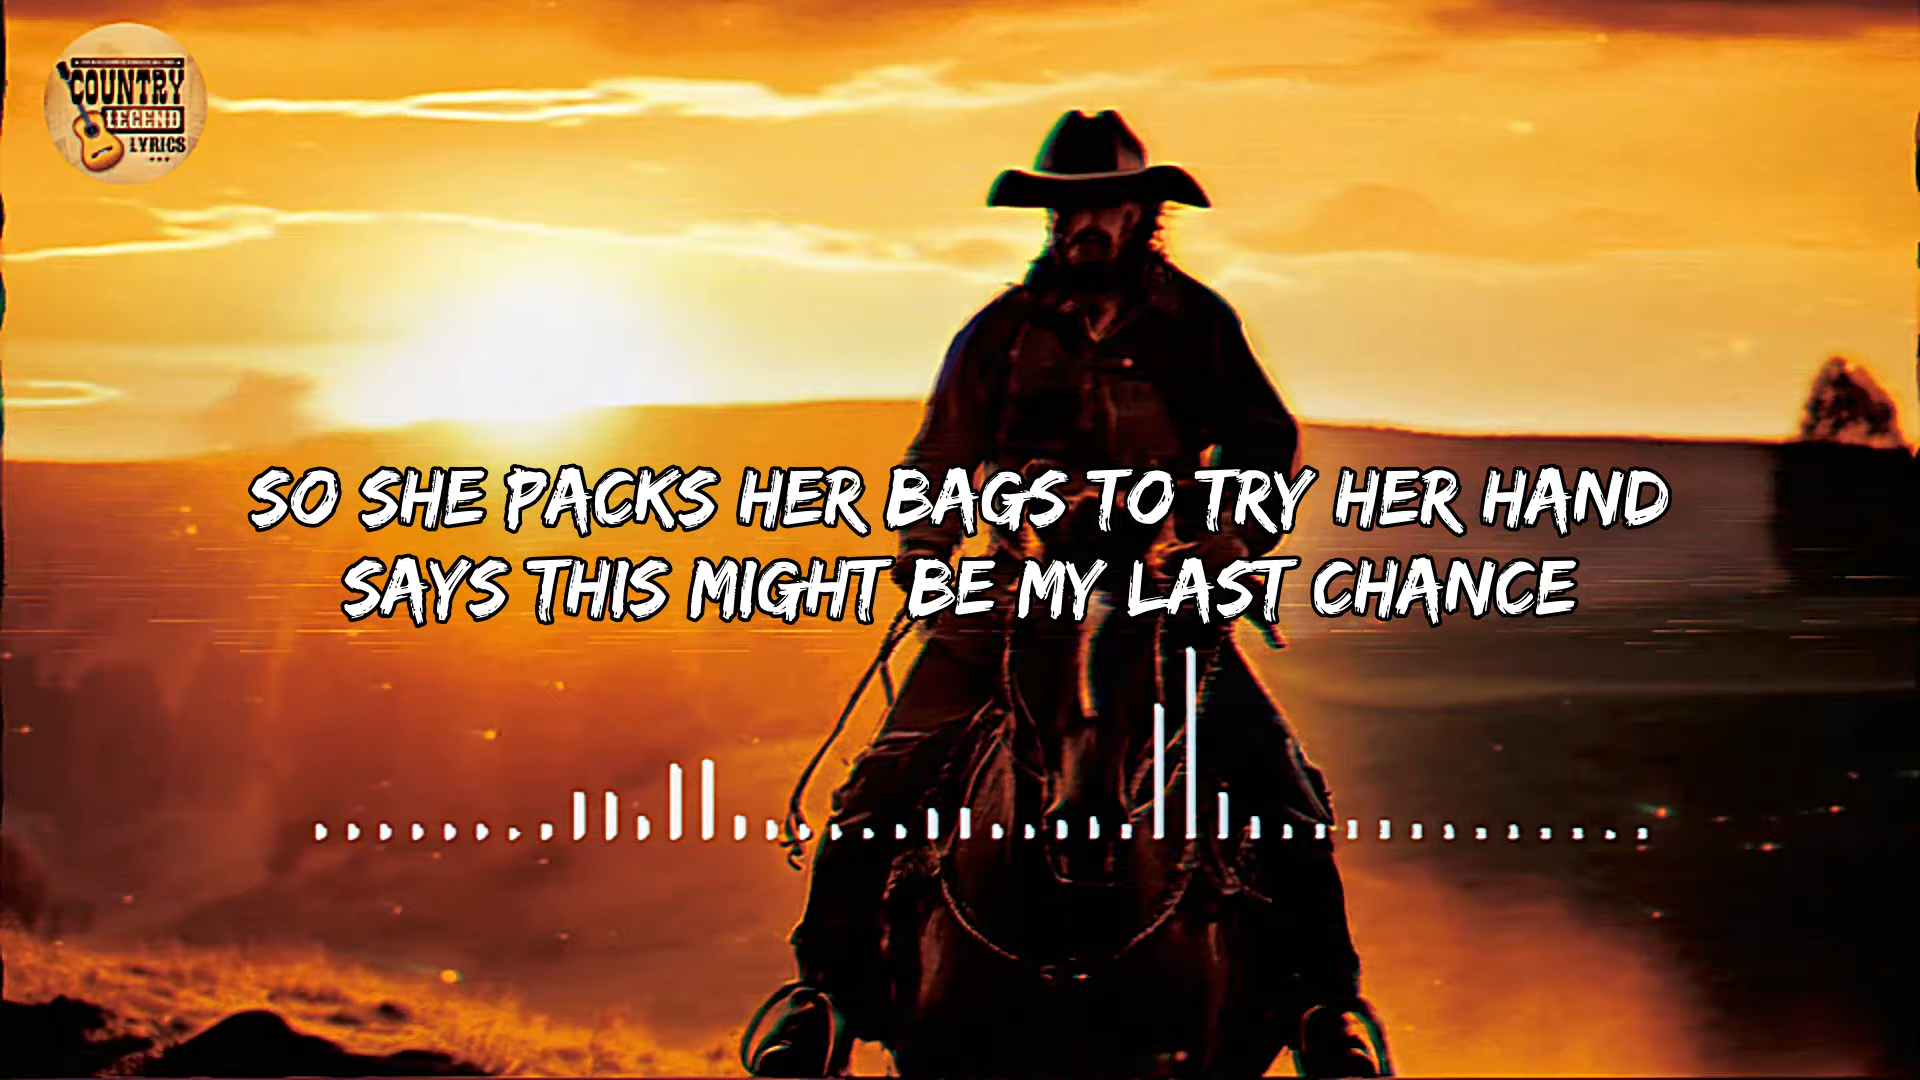 COUNTRY
LEGEND
LYRICS
SO SHE PACKS HER BAGS TO TRY HER HAND
SAYS THIS MIGHT BE MY LAST CHANCE